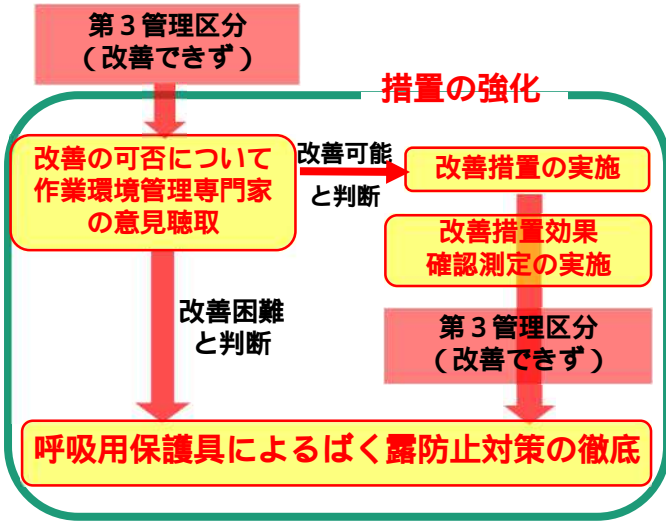 第３管理区分
（改善できず）
措置の強化
改善の可否について
作業環境管理専門家
の意見聴取
改善可能
と判断
改善措置の実施
改善措置効果
確認測定の実施
改善困難
と判断
第３管理区分
（改善できず）
呼吸用保護具によるばく露防止対策の徹底